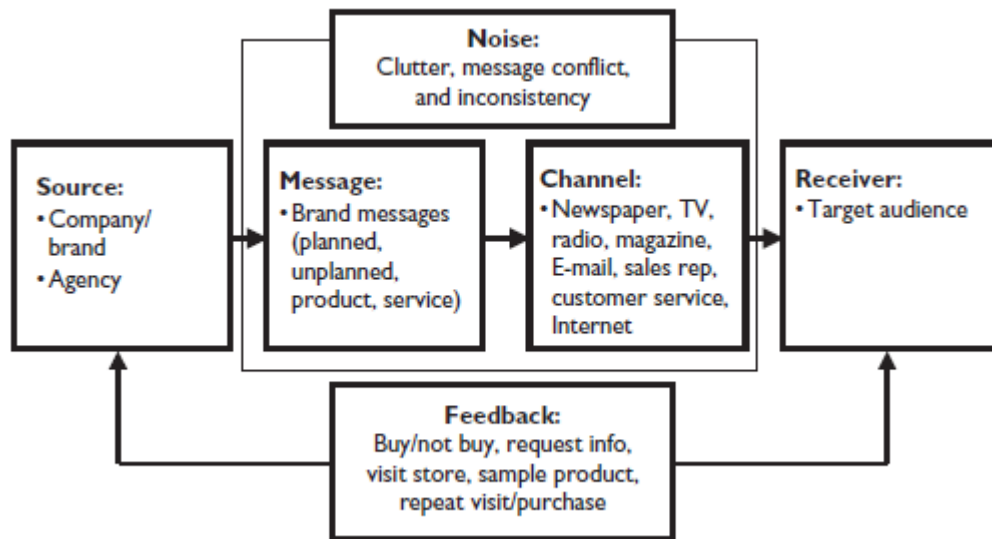 Noise:
Clutter, message conflict,
and inconsistency
Source:
•Company/
brand
•Agency
Message:
•Brand messages
(planned,
unplanned,
product, service)
Channel:
•Newspaper, TV,
radio, magazine,
E-mail, sales rep,
customer service,
Internet
Receiver:
•Target audience
Feedback:
Buy/not buy, request info,
visit store, sample product,
repeat visit/purchase